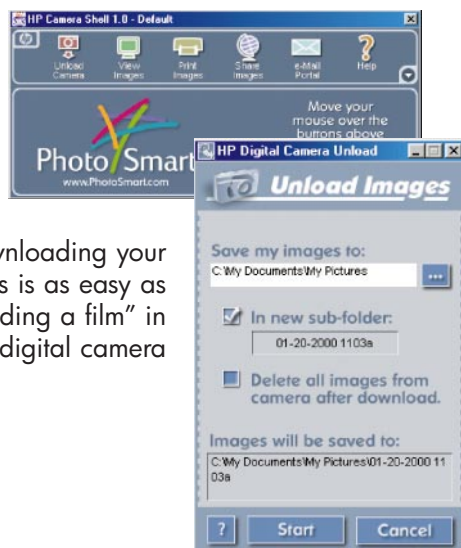 HP Camera Shell 1.0 - Default
Unload Camera
View Images
Print Images
Share Images
e-Mail Portal
Help
Move your
mouse over the
buttons above
PhotoSmart
www.PhotoSmart.com
HP Digital Camera Unload
Unload Images
Save my images to:
C:\My Documents\My Pictures
...
In new sub-folder:
01-20-2000 1103a
Delete all images from
camera after download.
Images will be saved to:
C:\My Documents\My Pictures\01-20-2000 11
03a
?
Start
Cancel
wnloading your
s is as easy as
ding a film” in
digital camera